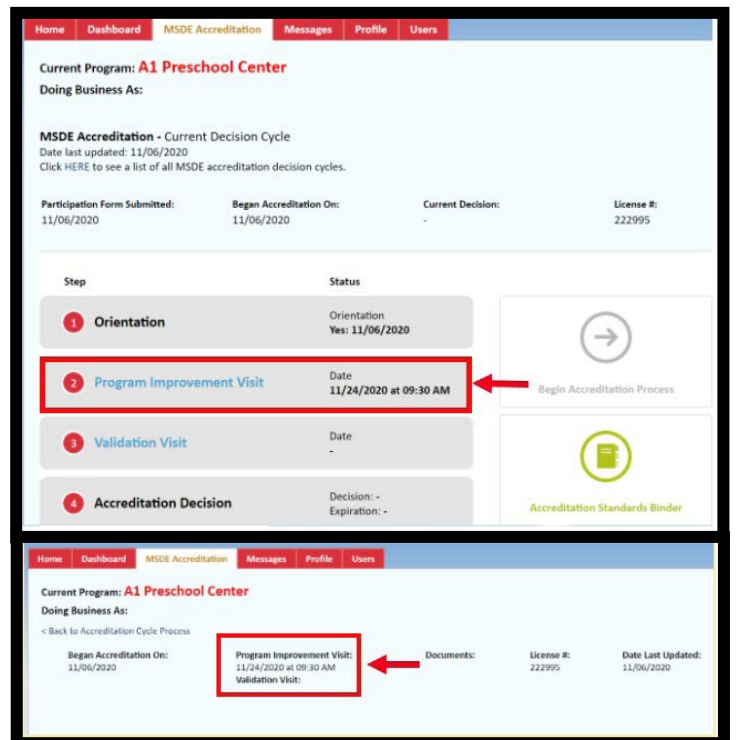 Home Dashboard MSDE Accreditation Messages Profile Users
Current Program: A1 Preschool Center
Doing Business As:
MSDE Accreditation - Current Decision Cycle
Date last updated: 11/06/2020
Click HERE to see a list of all MSDE accreditation decision cycles.
Participation Form Submitted: Began Accreditation On: Current Decision: License #:
11/06/2020 11/06/2020 - 222995
Step Status
1 Orientation
Orientation
Yes: 11/06/2020
2 Program Improvement Visit
Date
11/24/2020 at 09:30 AM
Begin Accreditation Process
3 Validation Visit
Date
-
4 Accreditation Decision
Decision: -
Expiration: -
Accreditation Standards Binder
Home Dashboard MSDE Accreditation Messages Profile Users
Current Program: A1 Preschool Center
Doing Business As:
< Back to Accreditation Cycle Process
Began Accreditation On: Program Improvement Visit: Documents: License #: Date Last Updated:
11/06/2020 11/24/2020 at 09:30 AM 222995 11/06/2020
Validation Visit: